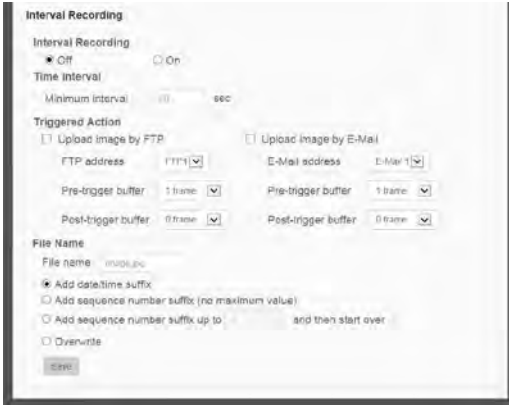 Interval Recording
Interval Recording
Off On
Time Interval
Minimum interval sec
Triggered Action
Upload image by FTP Upload image by E-Mail
FTP address FTP1 E-Mail address E-Mail 1
Pre-trigger buffer 1 frame Pre-trigger buffer 1 frame
Post-trigger buffer 0 frame Post-trigger buffer 0 frame
File Name
File name
Add date/time suffix
Add sequence number suffix (no maximum value)
Add sequence number suffix up to and then start over
Overwrite